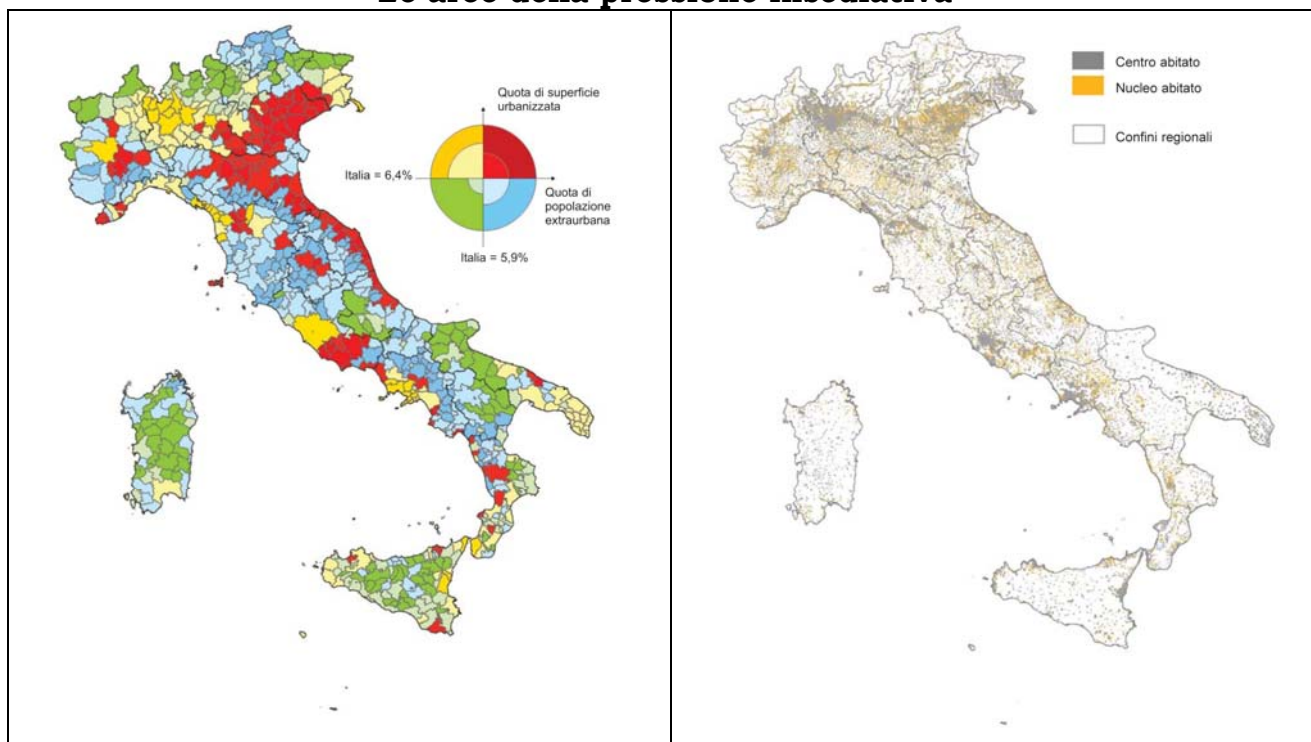 Le aree della pressione insediativa
Quota di superficie
urbanizzata
Italia = 6,4%
Quota di
popolazione
extraurbana
Italia = 5,9%
Centro abitato
Nucleo abitato
Confini regionali